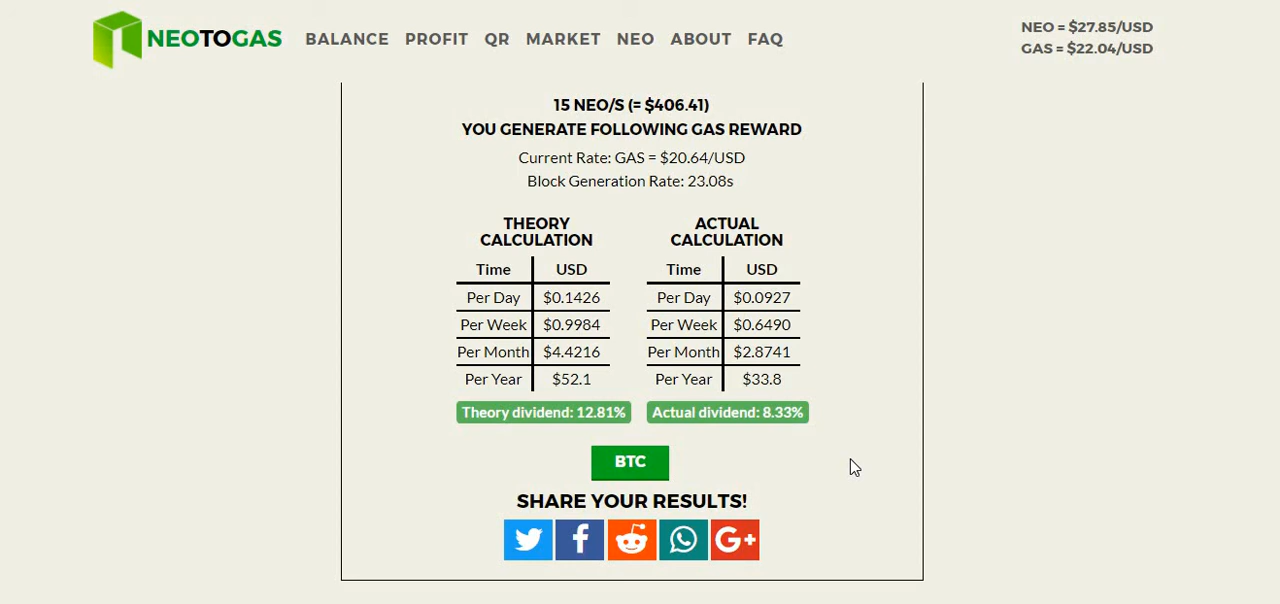 NEOTOGAS BALANCE PROFIT QR MARKET NEO ABOUT FAQ
NEO = $27.85/USD
GAS = $22.04/USD
15 NEO/S (= $406.41)
YOU GENERATE FOLLOWING GAS REWARD
Current Rate: GAS = $20.64/USD
Block Generation Rate: 23.08s
THEORY
CALCULATION
Time USD
Per Day $0.1426
Per Week $0.9984
Per Month $4.4216
Per Year $52.1
Theory dividend: 12.81%
ACTUAL
CALCULATION
Time USD
Per Day $0.0927
Per Week $0.6490
Per Month $2.8741
Per Year $33.8
Actual dividend: 8.33%
BTC
SHARE YOUR RESULTS!
f
G+